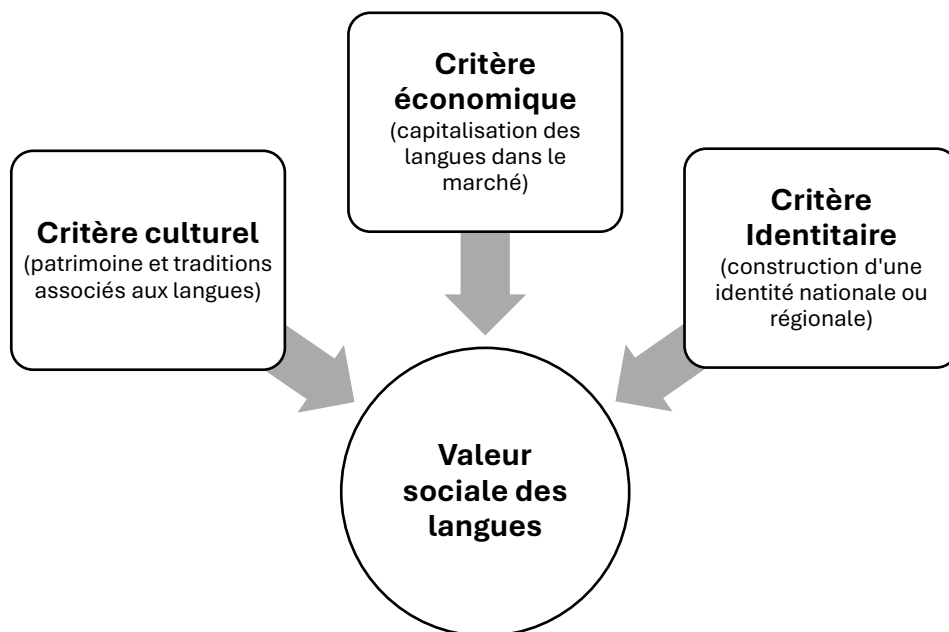 Critère culturel
(patrimoine et traditions
associés aux langues)
Critère
économique
(capitalisation des
langues dans le
marché)
Critère
Identitaire
(construction d'une
identité nationale ou
régionale)
Valeur
sociale des
langues